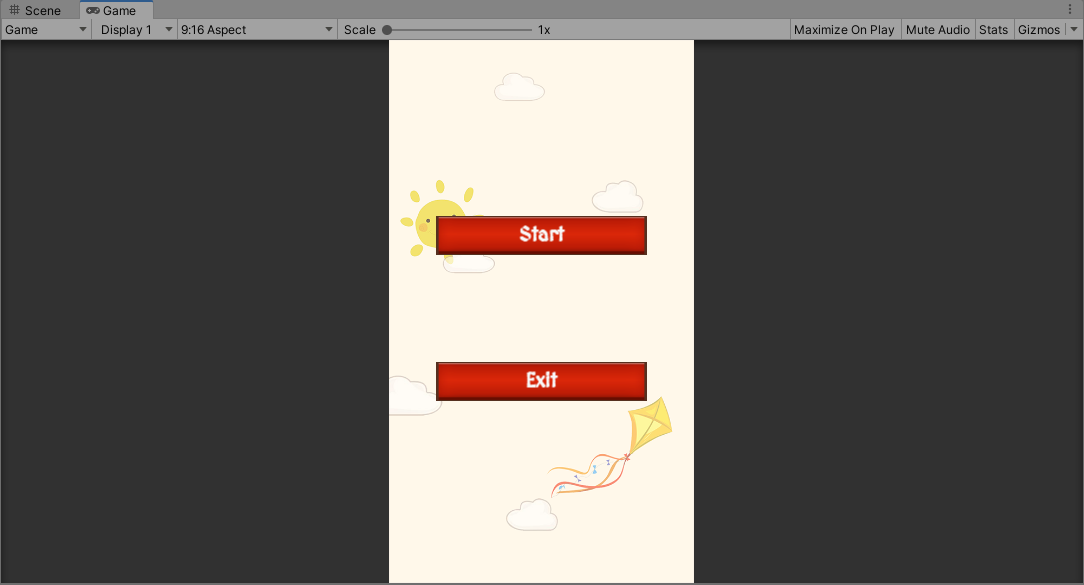 Scene Game
Game Display 1 9:16 Aspect Scale 1x Maximize On Play Mute Audio Stats Gizmos
Start
Exit